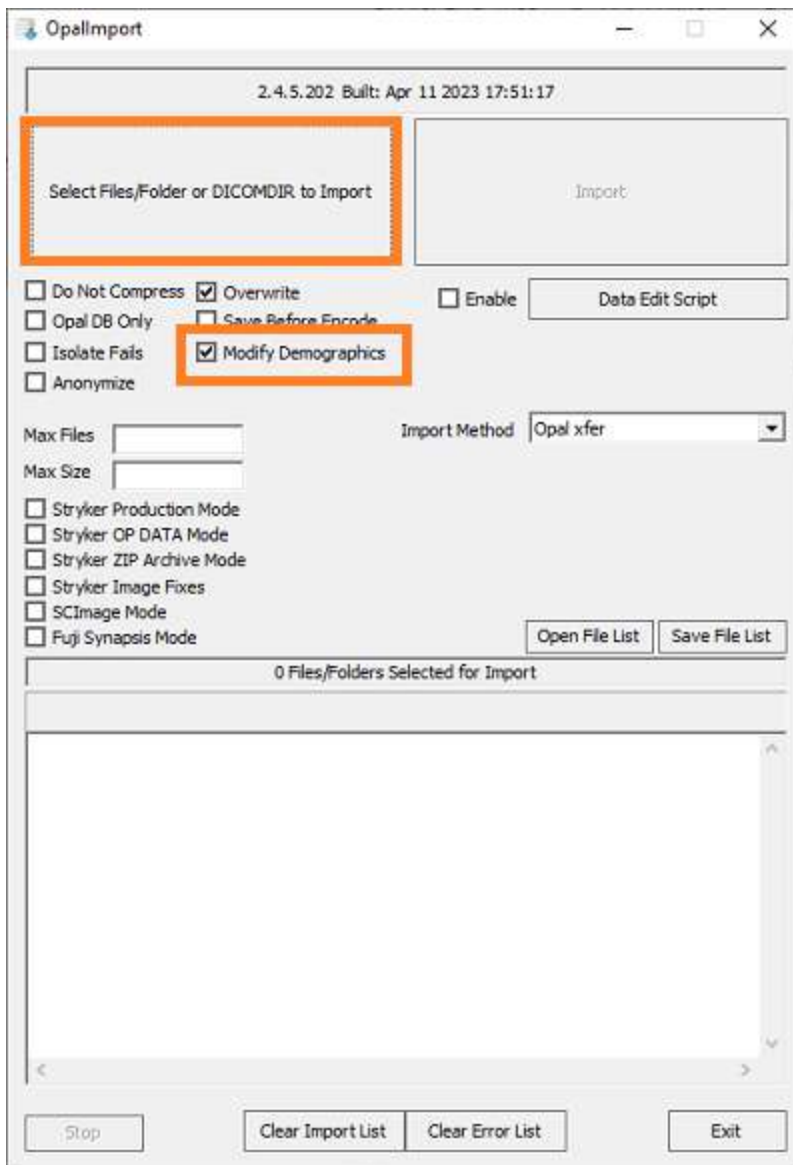 OpalImport
2.4.5.202 Built: Apr 11 2023 17:51:17
Select Files/Folder or DICOMDIR to Import
Import
Do Not Compress
Overwrite
Enable
Data Edit Script
Opal DB Only
Save Before Encode
Isolate Fails
Modify Demographics
Anonymize
Max Files
Import Method
Opal xfer
Max Size
Stryker Production Mode
Stryker OP DATA Mode
Stryker ZIP Archive Mode
Stryker Image Fixes
SCImage Mode
Fuji Synapsis Mode
Open File List
Save File List
0 Files/Folders Selected for Import
Stop
Clear Import List
Clear Error List
Exit